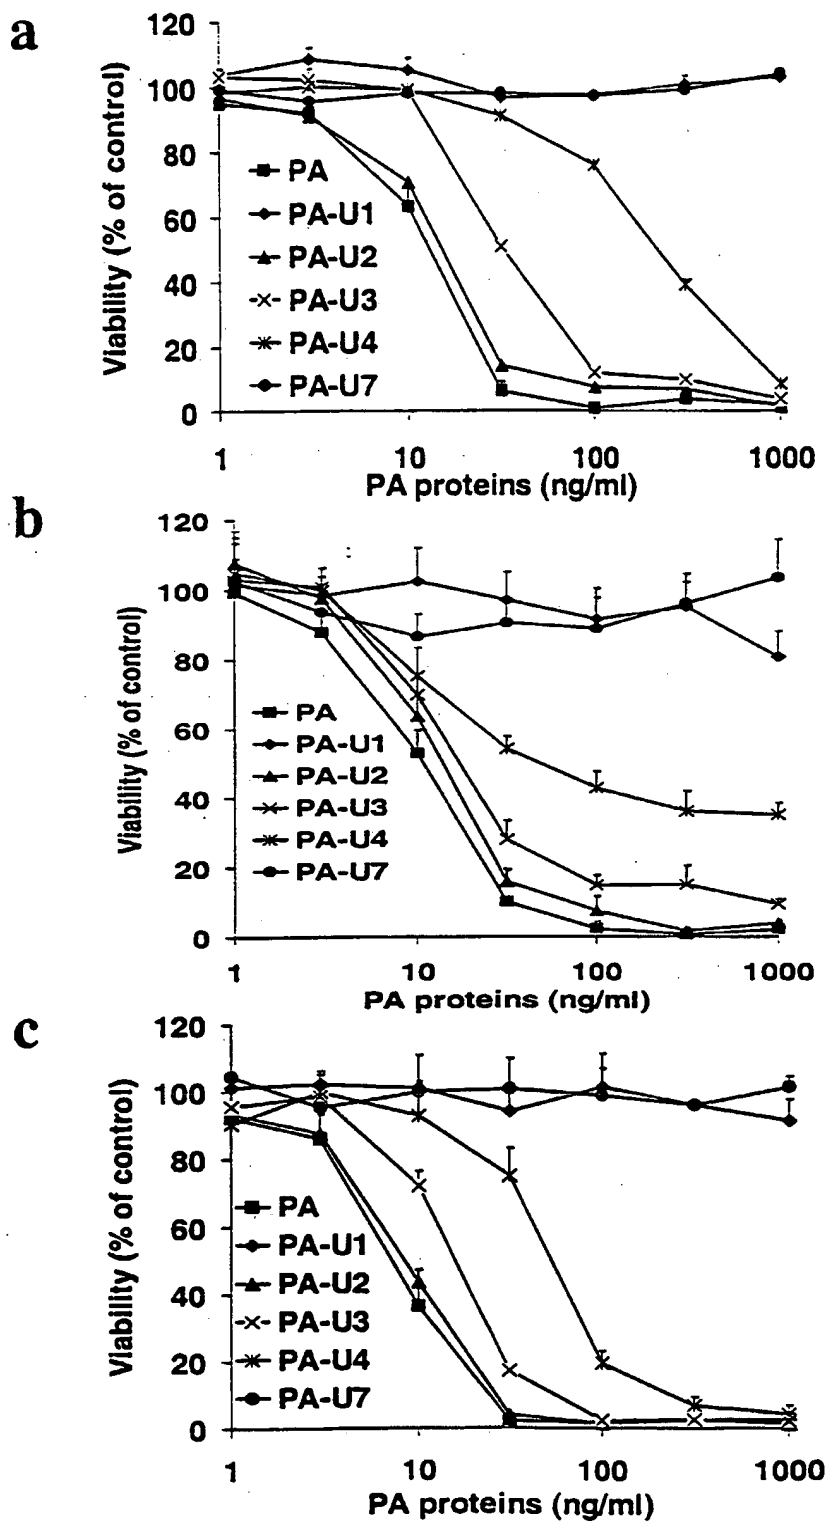 a
120
100
80
60
40
20
0
Viability (% of control)
PA
PA-U1
PA-U2
PA-U3
PA-U4
PA-U7
1 10 100 1000
PA proteins (ng/ml)
b
120
100
80
60
40
20
0
Viability (% of control)
PA
PA-U1
PA-U2
PA-U3
PA-U4
PA-U7
1 10 100 1000
PA proteins (ng/ml)
c
120
100
80
60
40
20
0
Viability (% of control)
PA
PA-U1
PA-U2
PA-U3
PA-U4
PA-U7
1 10 100 1000
PA proteins (ng/ml)